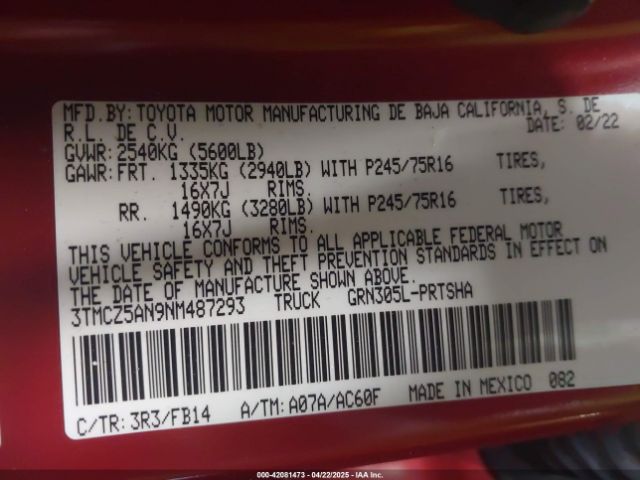 MFD.BY:TOYOTA MOTOR MANUFACTURING DE BAJA CALIFORNIA, S. DE
R.L. DE C.V. DATE: 02/22
GVWR:2540KG (5600LB)
GAWR:FRT. 1335KG (2940LB) WITH P245/75R16 TIRES,
16X7J RIMS.
RR. 1490KG (3280LB) WITH P245/75R16 TIRES,
16X7J RIMS.
THIS VEHICLE CONFORMS TO ALL APPLICABLE FEDERAL MOTOR
VEHICLE SAFETY AND THEFT PREVENTION STANDARDS IN EFFECT ON
THE DATE OF MANUFACTURE SHOWN ABOVE.
3TMCZ5AN9NM487293 TRUCK GRN305L-PRTSHA
C/TR: 3R3/FB14 A/TM: A07A/AC60F MADE IN MEXICO 082
000-42081473 - 04/22/2025 - IAA Inc.